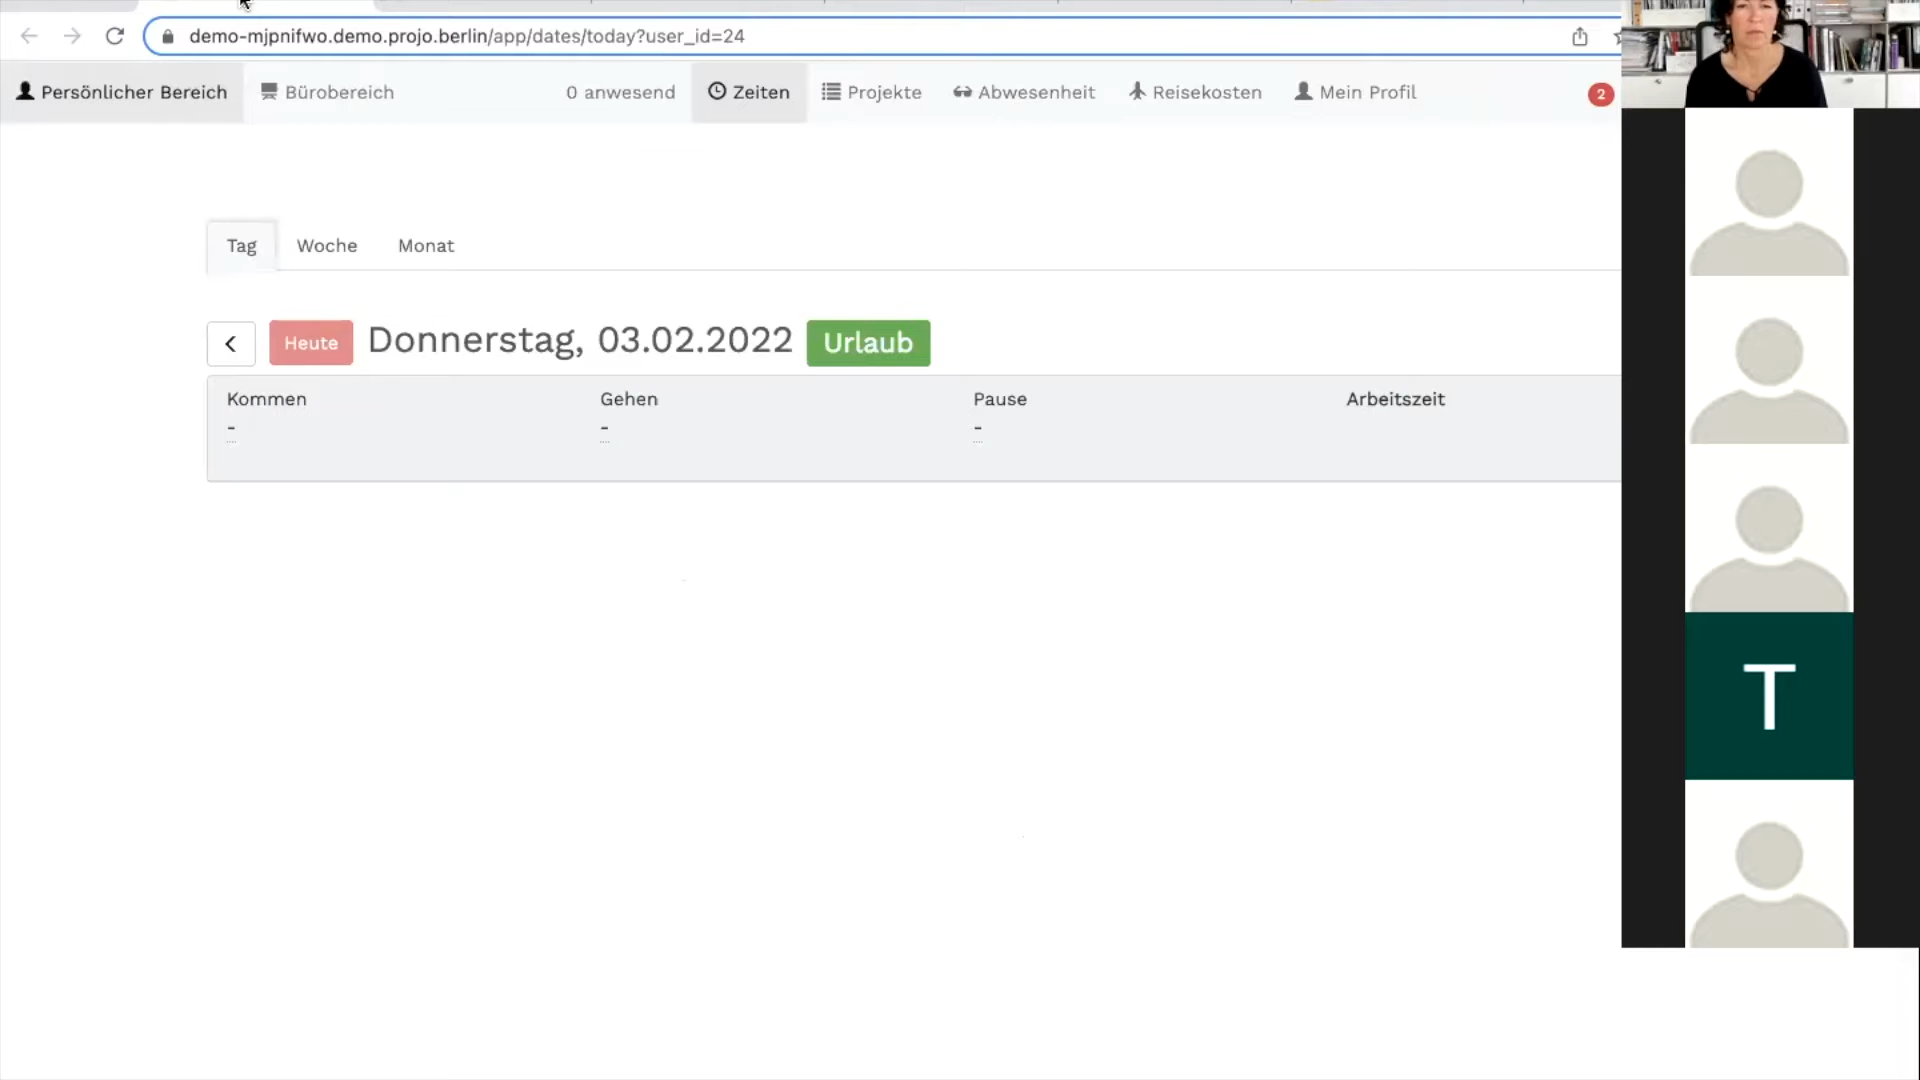 demo-mjpnifwo.demo.projo.berlin/app/dates/today?user_id=24
Persönlicher Bereich Bürobereich 0 anwesend Zeiten Projekte Abwesenheit Reisekosten Mein Profil 2
Tag Woche Monat
Heute Donnerstag, 03.02.2022 Urlaub
Kommen Gehen Pause Arbeitszeit
- - -
T